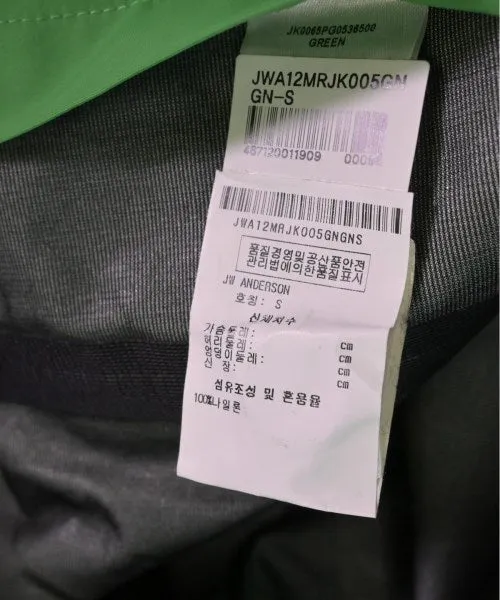 JK0065PG0536500
GREEN
JWA12MRJK005GN
GN-S
457120011909
JWA12MRJK005GNGNS
품질경영및공산품안전
관리법에의한품질표시
JW ANDERSON
호칭: S
신체치수
가슴둘레: cm
허리둘레: cm
엉덩이둘레: cm
신 장: cm
섬유조성 및 혼용율
100%나일론